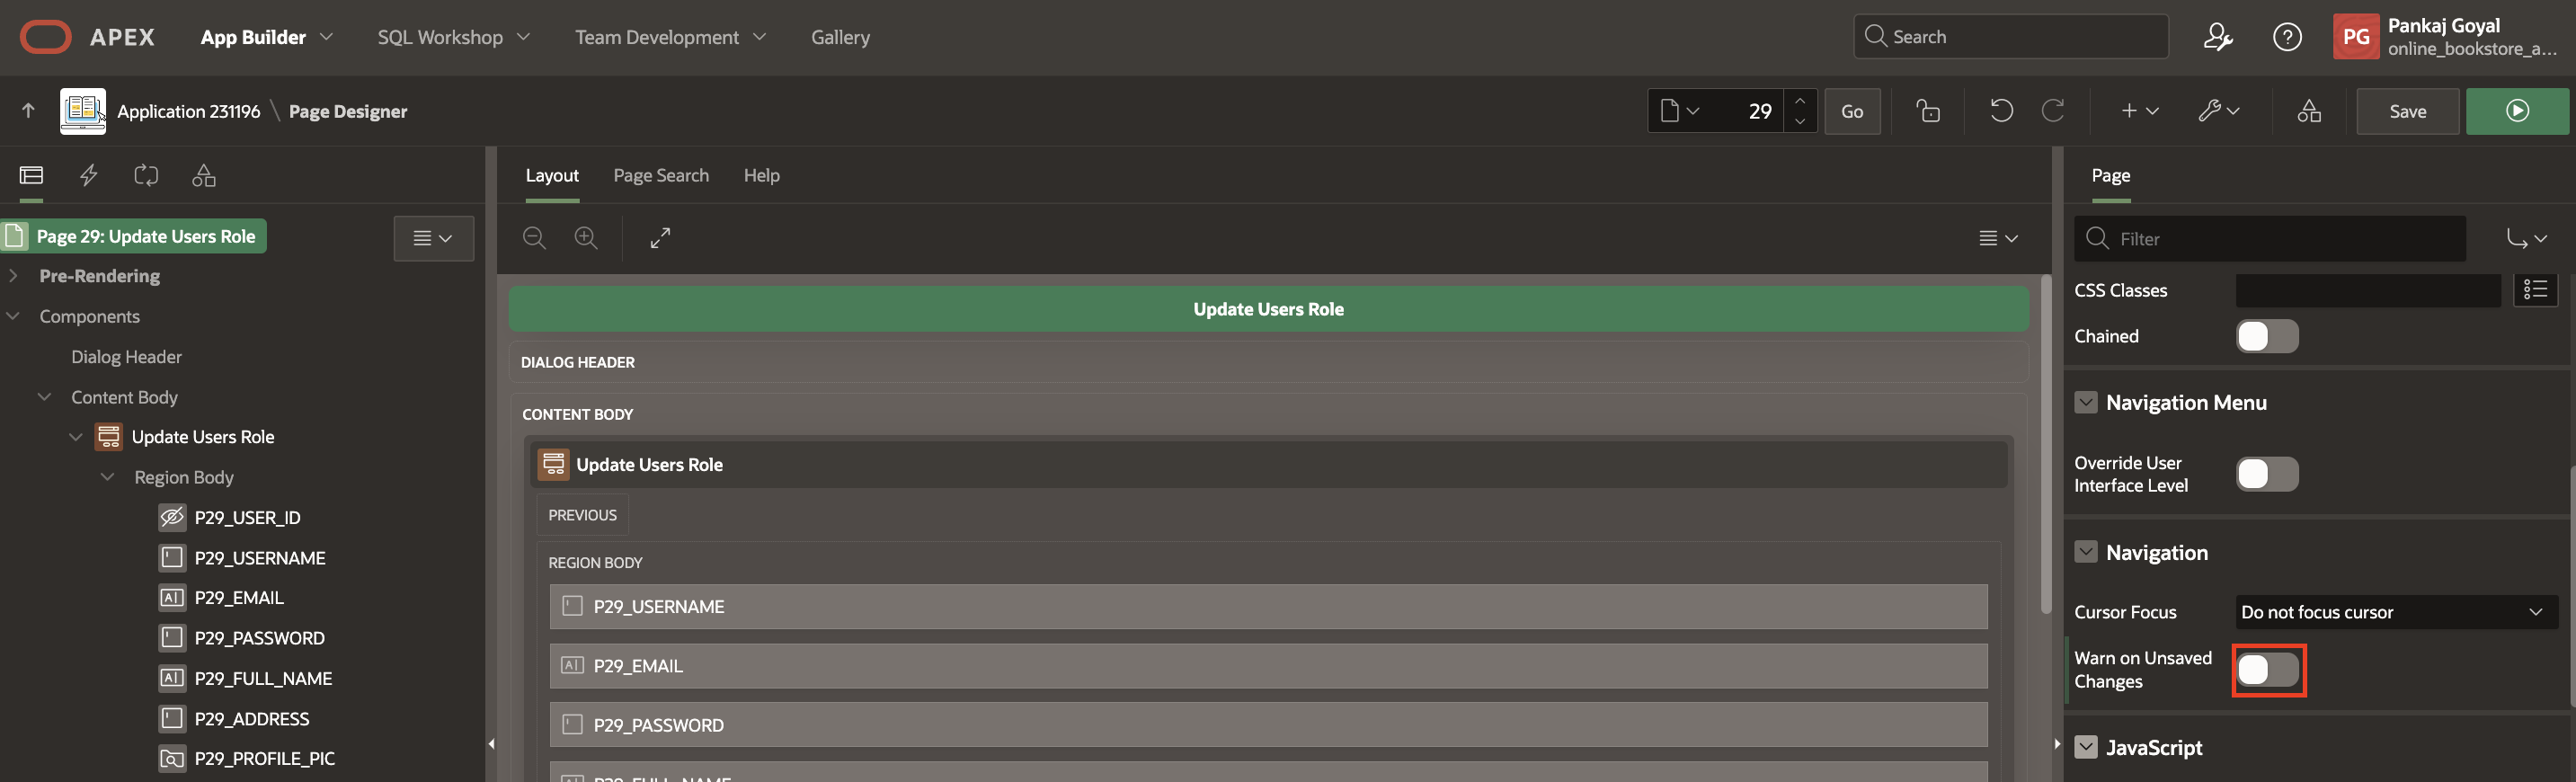 APEX App Builder SQL Workshop Team Development Gallery Search PG Pankaj Goyal
online_bookstore_a...
Application 231196 \ Page Designer 29 Go Save
Layout Page Search Help
Page
Page 29: Update Users Role
Pre-Rendering
Components
Dialog Header
Content Body
Update Users Role
Region Body
P29_USER_ID
P29_USERNAME
P29_EMAIL
P29_PASSWORD
P29_FULL_NAME
P29_ADDRESS
P29_PROFILE_PIC
Update Users Role
DIALOG HEADER
CONTENT BODY
Update Users Role
PREVIOUS
REGION BODY
P29_USERNAME
P29_EMAIL
P29_PASSWORD
P29_FULL_NAME
Filter
CSS Classes
Chained
Navigation Menu
Override User
Interface Level
Navigation
Cursor Focus Do not focus cursor
Warn on Unsaved
Changes
JavaScript